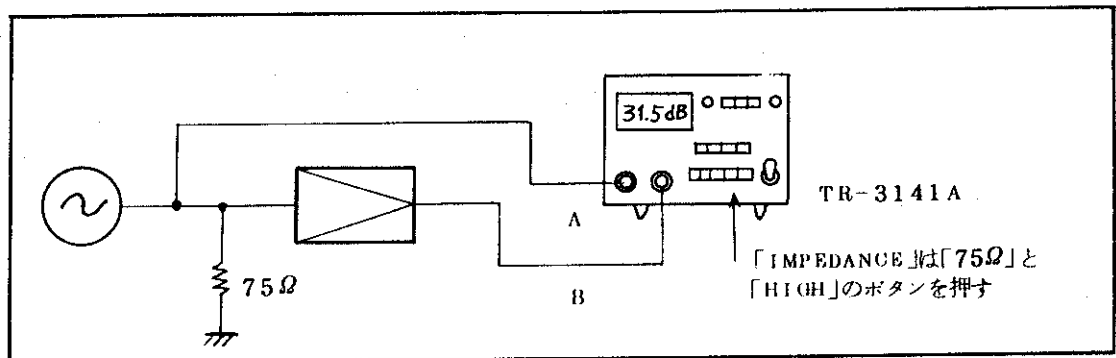 31.5dB
TR-3141A
A
「IMPEDANCE」は「75Ω」と
「HIGH」のボタンを押す
75Ω
B